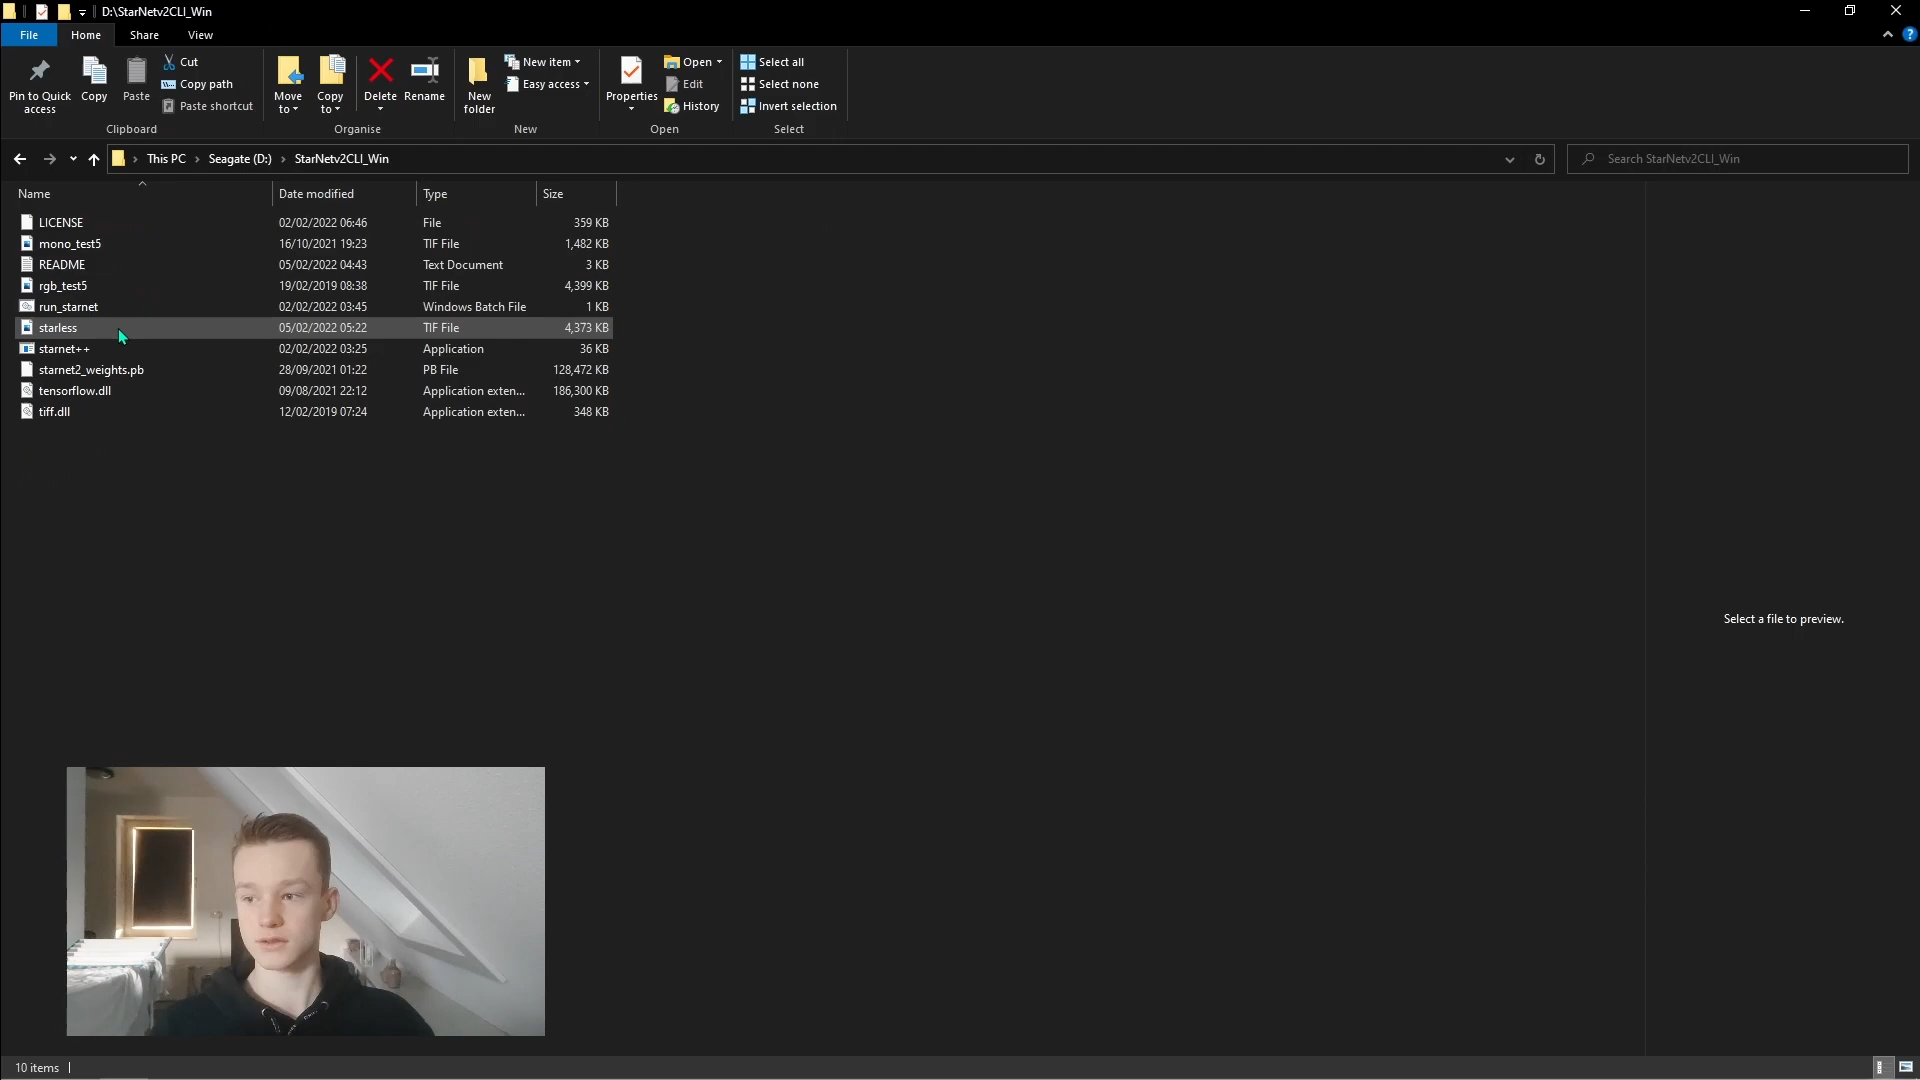 D:\StarNetv2CLI_Win
File Home Share View
Pin to Quick access
Copy
Paste
Cut
Copy path
Paste shortcut
Clipboard
Move to
Copy to
Delete
Rename
Organise
New folder
New item
Easy access
New
Properties
Open
Edit
History
Open
Select all
Select none
Invert selection
Select
This PC Seagate (D:) StarNetv2CLI_Win
Search StarNetv2CLI_Win
Name Date modified Type Size
LICENSE 02/02/2022 06:46 File 359 KB
mono_test5 16/10/2021 19:23 TIF File 1,482 KB
README 05/02/2022 04:43 Text Document 3 KB
rgb_test5 19/02/2019 08:38 TIF File 4,399 KB
run_starnet 02/02/2022 03:45 Windows Batch File 1 KB
starless 05/02/2022 05:22 TIF File 4,373 KB
starnet++ 02/02/2022 03:25 Application 36 KB
starnet2_weights.pb 28/09/2021 01:22 PB File 128,472 KB
tensorflow.dll 09/08/2021 22:12 Application exten... 186,300 KB
tiff.dll 12/02/2019 07:24 Application exten... 348 KB
Select a file to preview.
10 items